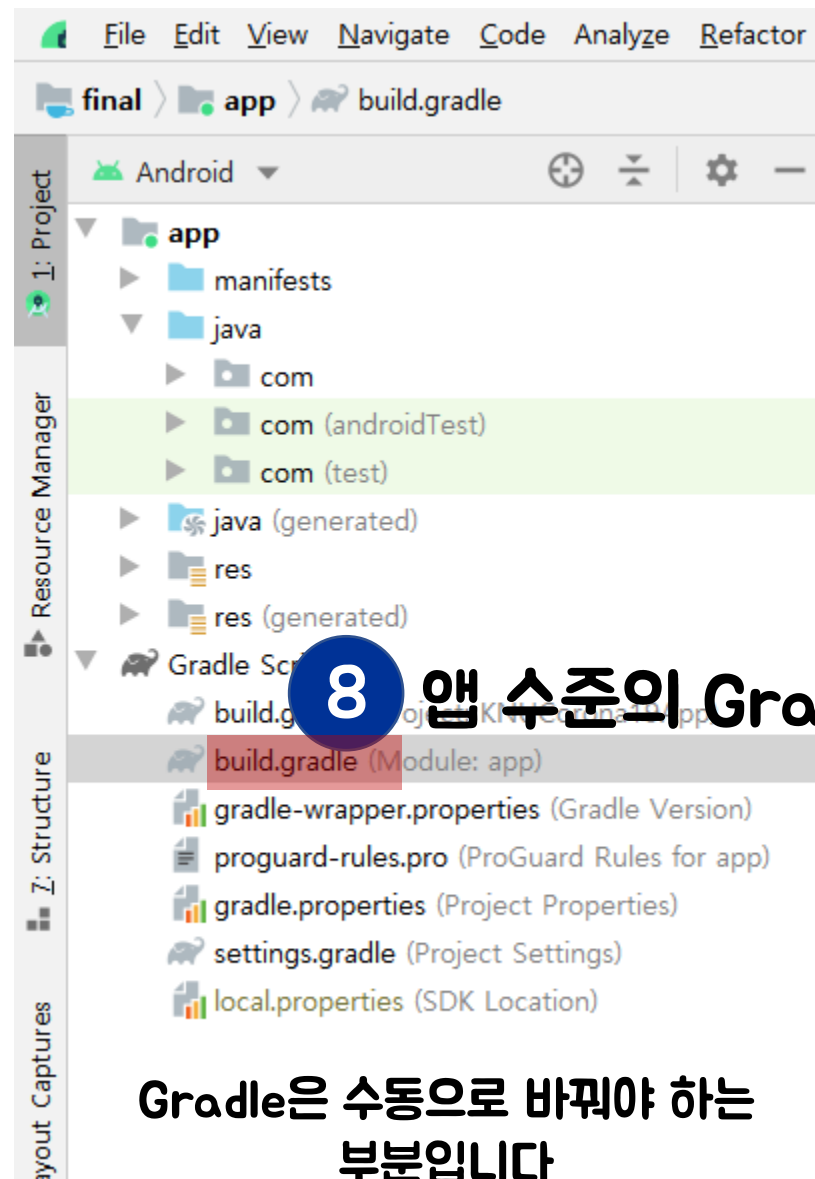 File Edit View Navigate Code Analyze Refactor
final app build.gradle
Android
1: Project
app
manifests
java
com
com (androidTest)
com (test)
java (generated)
res
res (generated)
Resource Manager
Gradle
8 앱 수준의
build.gradle (Module: app)
gradle-wrapper.properties (Gradle Version)
proguard-rules.pro (ProGuard Rules for app)
gradle.properties (Project Properties)
settings.gradle (Project Settings)
local.properties (SDK Location)
7: Structure
Captures
Gradle은 수동으로 바꿔야 하는
부분입니다